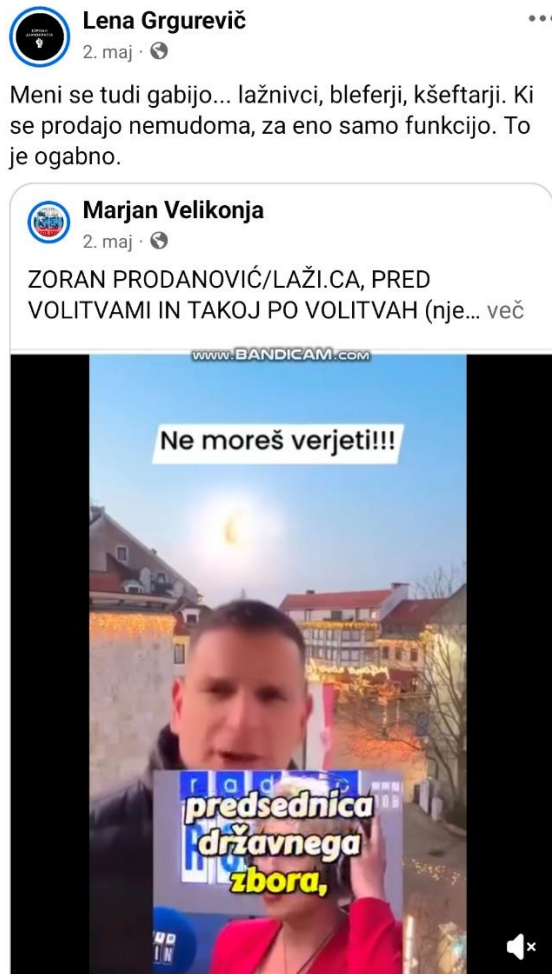 Lena Grgurevič
2. maj
Meni se tudi gabijo... lažnivci, bleferji, kšeftarji. Ki
se prodajo nemudoma, za eno samo funkcijo. To
je ogabno.
Marjan Velikonja
2. maj
ZORAN PRODANOVIĆ/LAŽI.CA, PRED
VOLITVAMI IN TAKOJ PO VOLITVAH (nje... več
www.BANDICAM.com
Ne moreš verjeti!!!
rad
predsednica
državnega
zbora,
IN